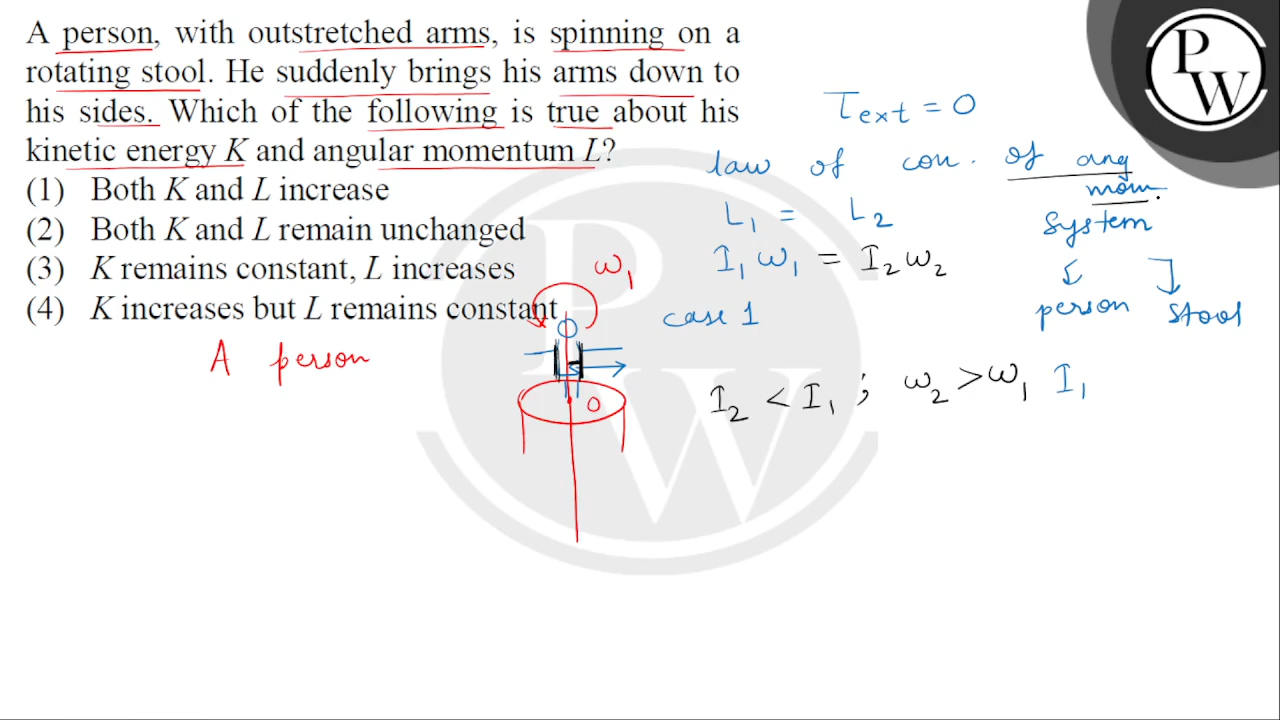 A person, with outstretched arms, is spinning on a
rotating stool. He suddenly brings his arms down to
his sides. Which of the following is true about his
kinetic energy K and angular momentum L?
(1) Both K and L increase
(2) Both K and L remain unchanged
(3) K remains constant, L increases
(4) K increases but L remains constant
A person
ω₁
O
τext = 0
law of con. of ang
mom.
L₁ = L₂
I₁ω₁ = I₂ω₂
case 1
system
person stool
I₂ < I₁ ; ω₂ > ω₁ I₁
P
W
P
W